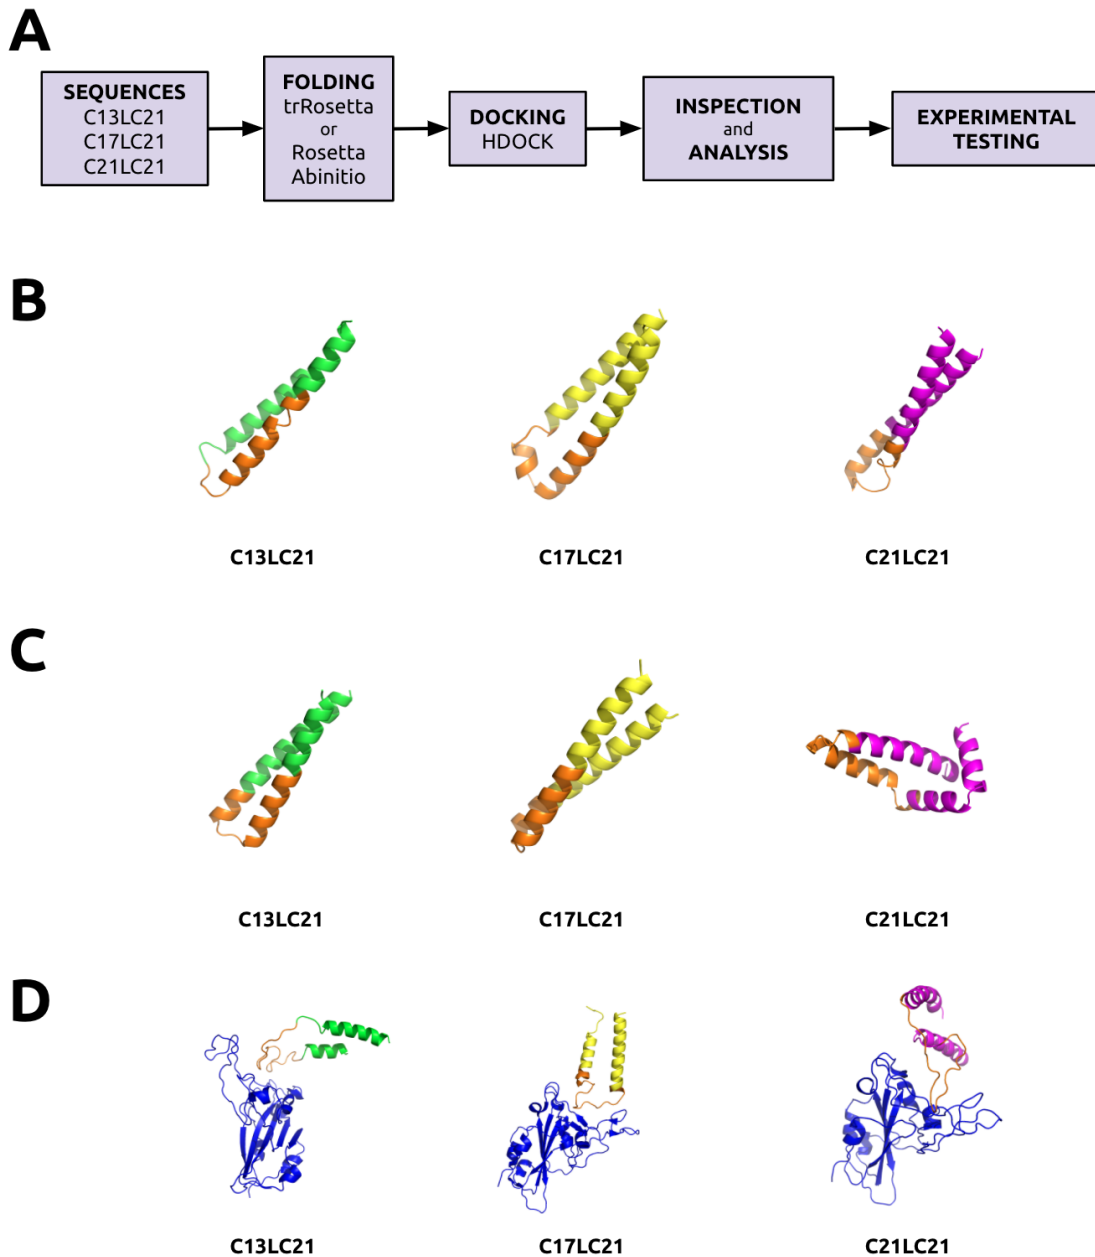 A
SEQUENCES
C13LC21
C17LC21
C21LC21
FOLDING
trRosetta
or
Rosetta
Abinitio
DOCKING
HDOCK
INSPECTION
and
ANALYSIS
EXPERIMENTAL
TESTING
B
C13LC21
C17LC21
C21LC21
C
C13LC21
C17LC21
C21LC21
D
C13LC21
C17LC21
C21LC21